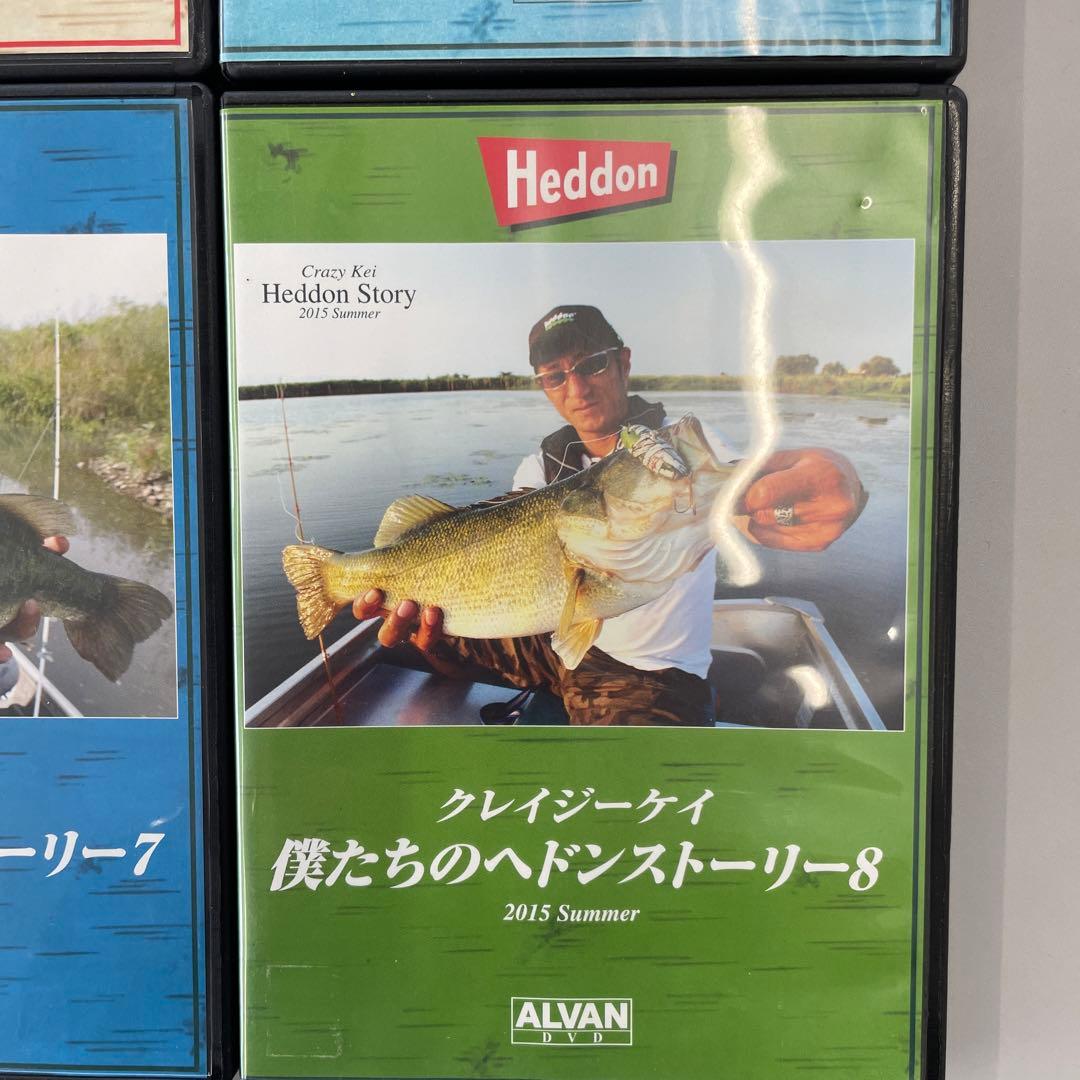 Heddon
Crazy Kei
Heddon Story
2015 Summer
クレイジーケイ
僕たちのヘドンストーリー8
2015 Summer
ALVAN
DVD
ーリー7